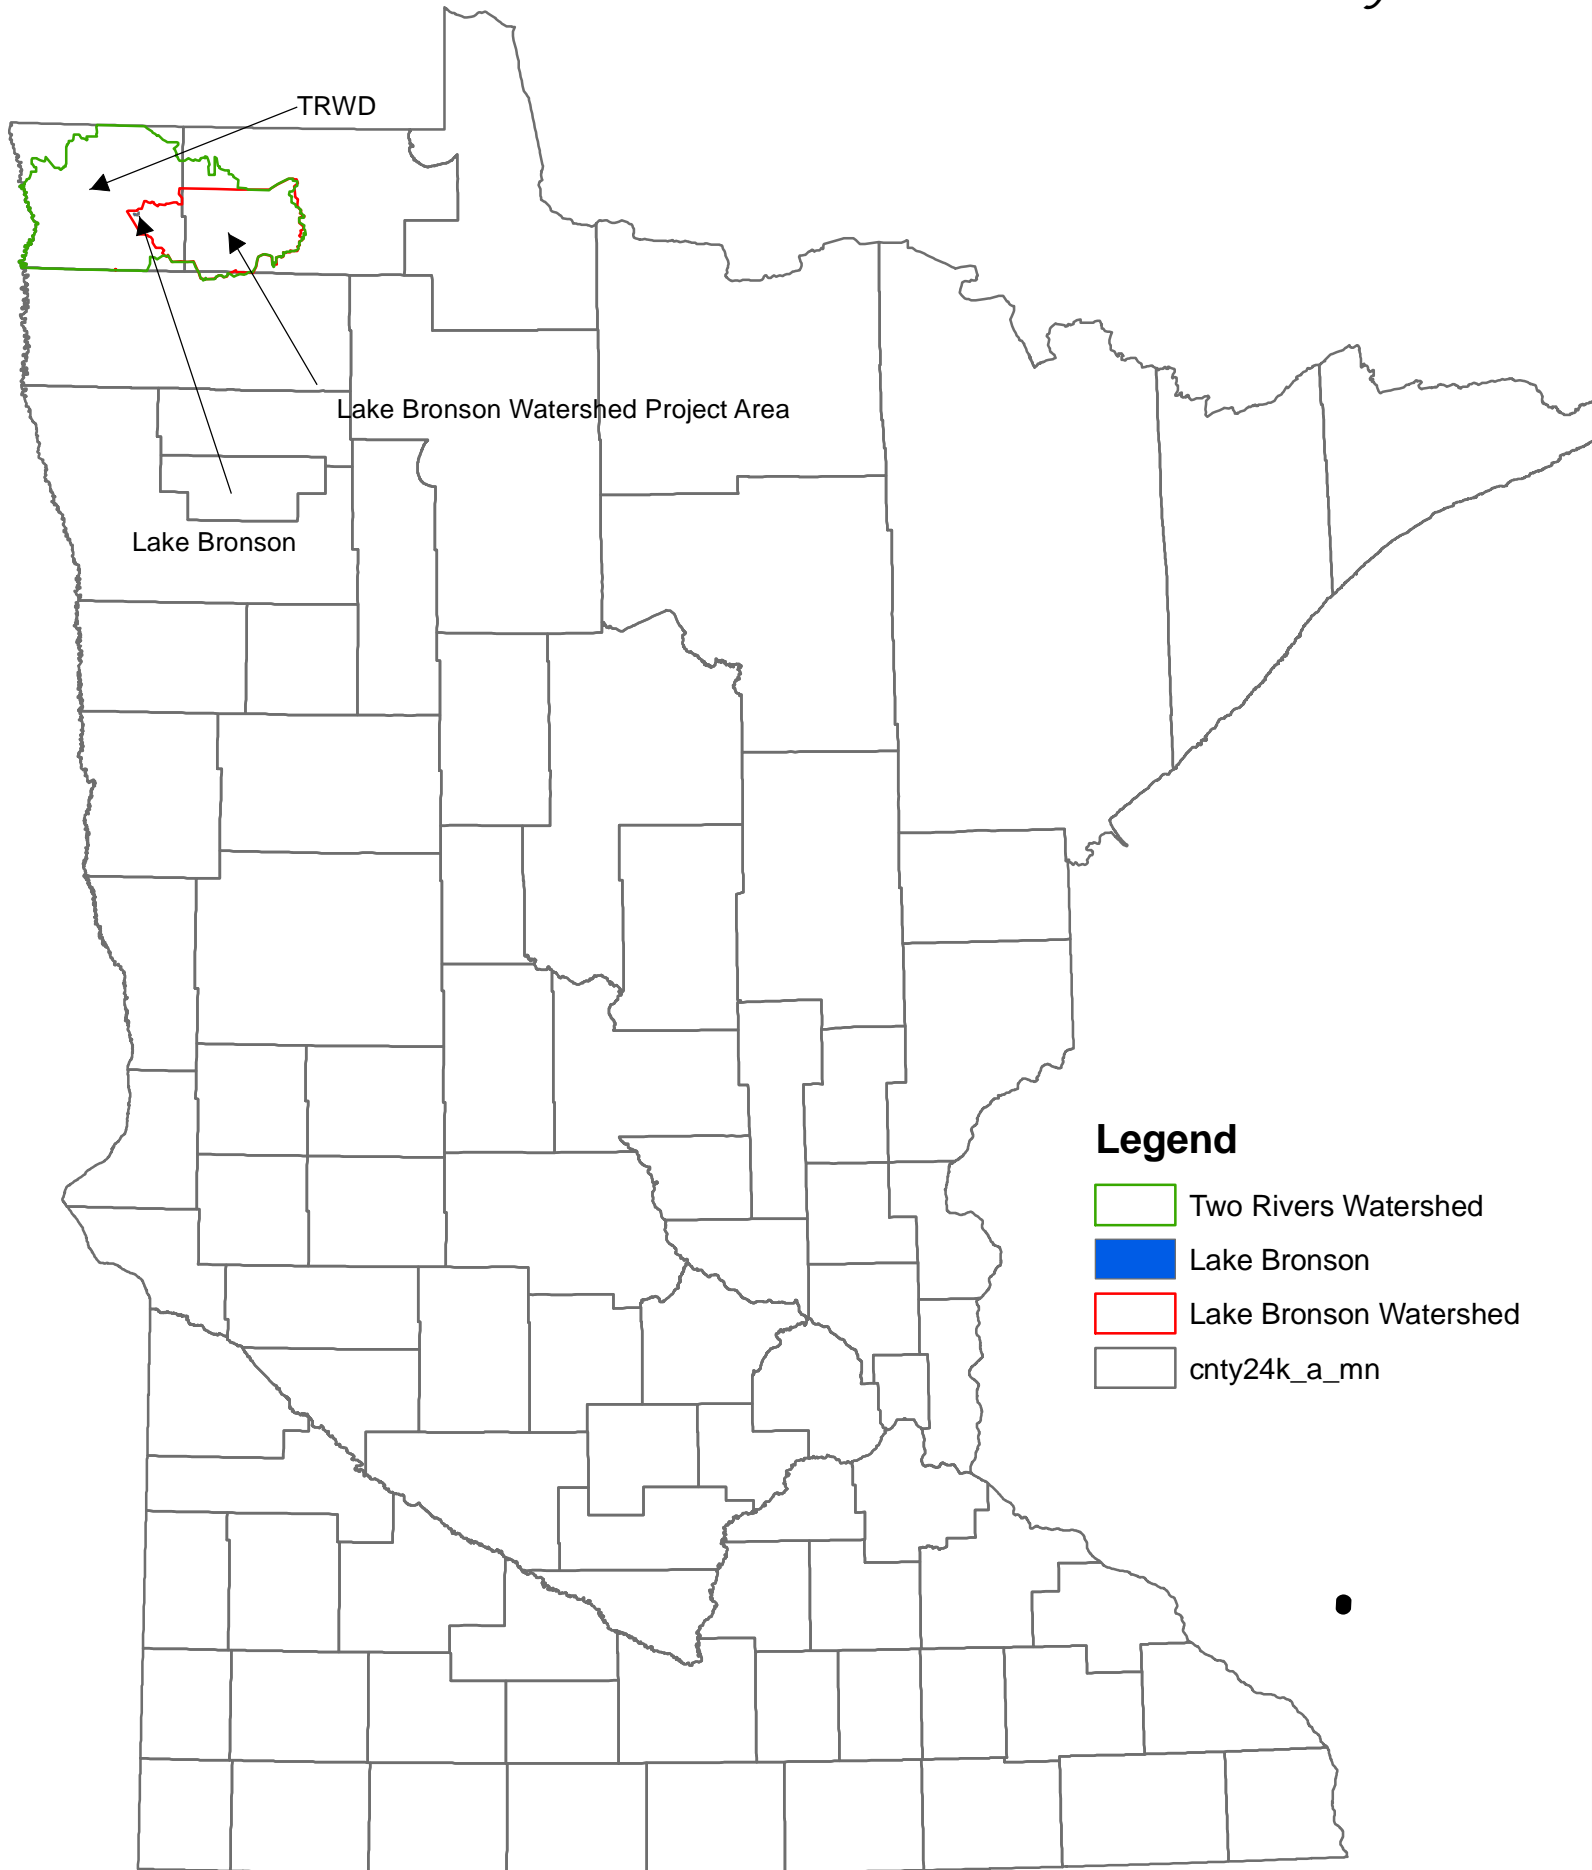 TRWD
Lake Bronson Watershed Project Area
Lake Bronson
Legend
Two Rivers Watershed
Lake Bronson
Lake Bronson Watershed
cnty24k_a_mn